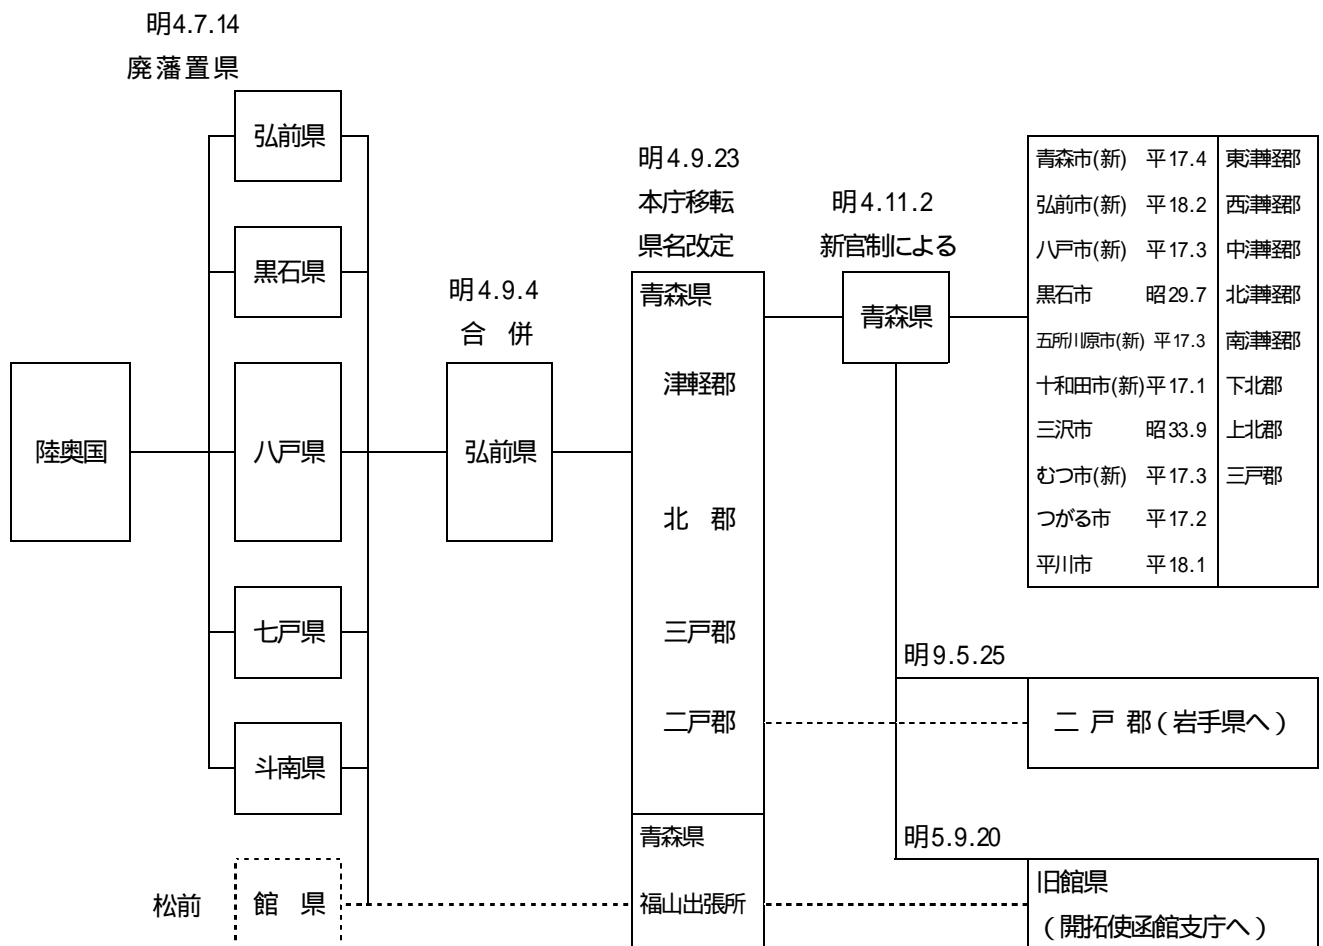 明4.7.14
廃藩置県
陸奥国
弘前県
黒石県
八戸県
七戸県
斗南県
松前
館 県
明4.9.4
合 併
弘前県
明4.9.23
本庁移転
県名改定
青森県
津軽郡
北 郡
三戸郡
二戸郡
青森県
福山出張所
明4.11.2
新官制による
青森県
青森市(新) 平17.4 東津軽郡
弘前市(新) 平18.2 西津軽郡
八戸市(新) 平17.3 中津軽郡
黒石市 昭29.7 北津軽郡
五所川原市(新) 平17.3 南津軽郡
十和田市(新) 平17.1 下北郡
三沢市 昭33.9 上北郡
むつ市(新) 平17.3 三戸郡
つがる市 平17.2
平川市 平18.1
明9.5.25
二 戸 郡(岩手県へ)
明5.9.20
旧館県
(開拓使函館支庁へ)